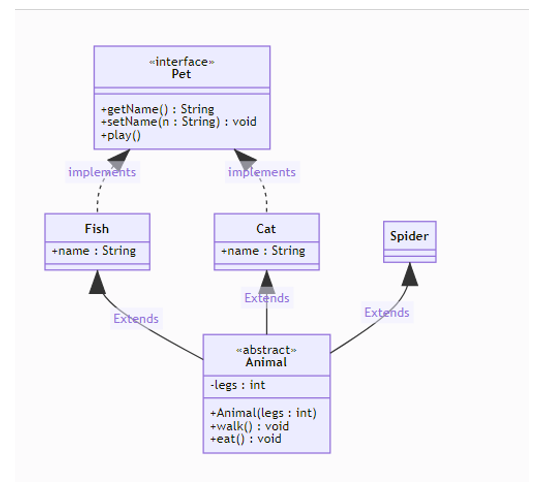 «interface»
Pet
+getName() : String
+setName(n : String) : void
+play()
implements
implements
Fish
+name : String
Cat
+name : String
Spider
Extends
Extends
Extends
«abstract»
Animal
-legs : int
+Animal(legs : int)
+walk() : void
+eat() : void